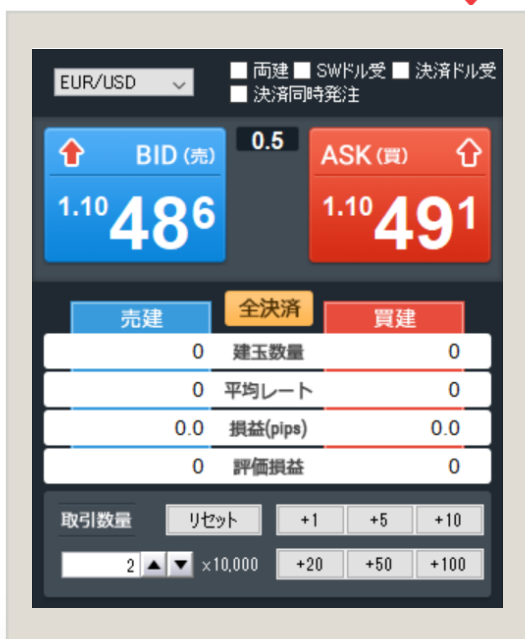 EUR/USD
両建 SWドル受 決済ドル受
決済同時発注
BID (売) 0.5 ASK (買)
1.10 48 6 1.10 49 1
売建 全決済 買建
0 建玉数量 0
0 平均レート 0
0.0 損益(pips) 0.0
0 評価損益 0
取引数量 リセット +1 +5 +10
2 ×10,000 +20 +50 +100